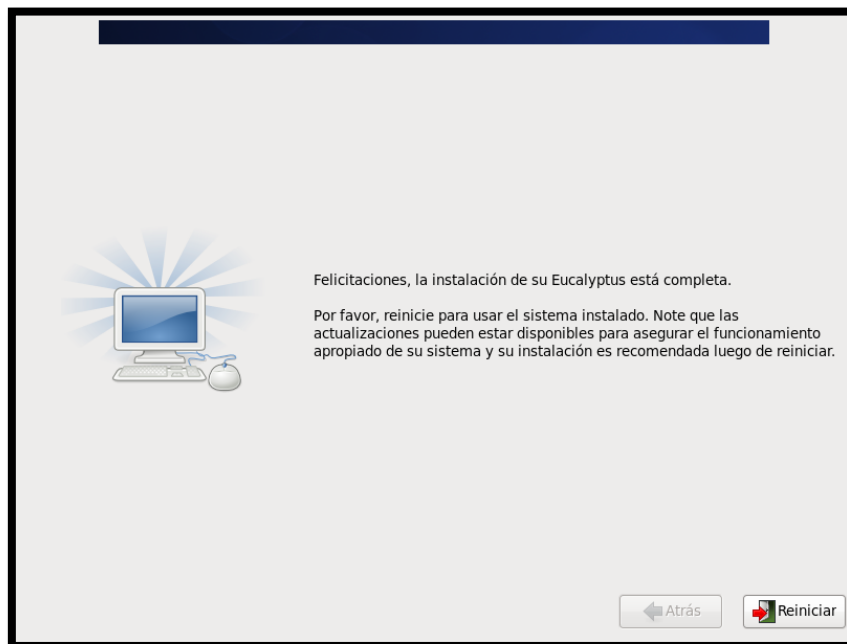 Felicitaciones, la instalación de su Eucalyptus está completa.
Por favor, reinicie para usar el sistema instalado. Note que las
actualizaciones pueden estar disponibles para asegurar el funcionamiento
apropiado de su sistema y su instalación es recomendada luego de reiniciar.
Atrás
Reiniciar